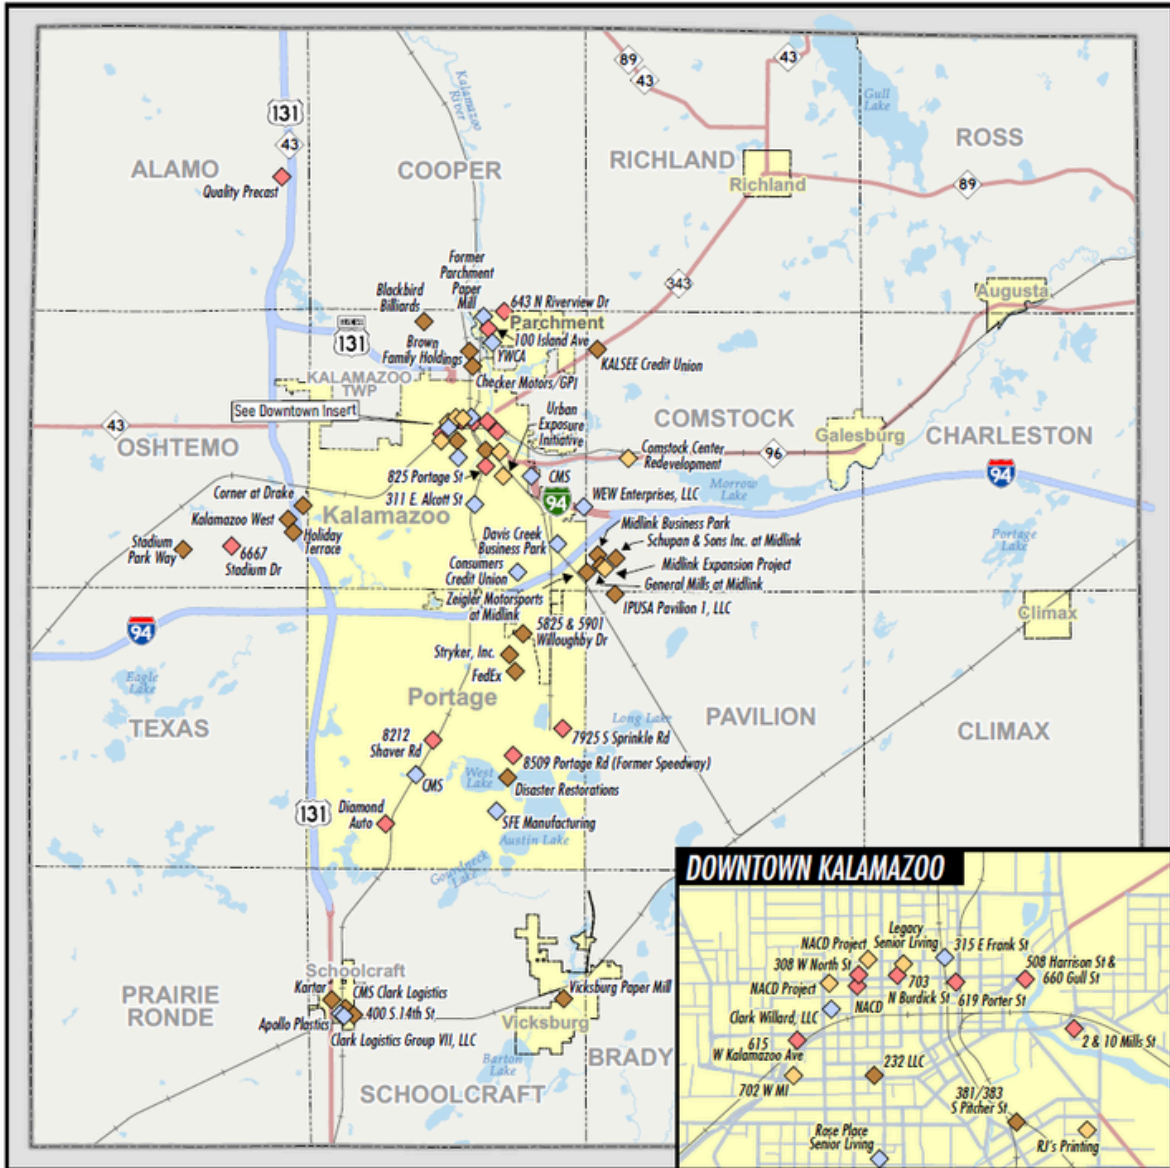 131
43
43
89
43
Kalamazoo
River
Gull
Lake
ROSS
ALAMO
COOPER
RICHLAND
Richland
89
Quality Precast
343
Augusta
Former
Parchment
Paper
Mill
Blackbird
Billiards
643 N Riverview Dr
Parchment
100 Island Ave
131
Brown
Family Holdings
YWCA
KALSEE Credit Union
KALAMAZOO
TWP
Checker Motors/GPI
See Downtown Insert
Urban
Exposure
Initiative
COMSTOCK
43
OSHTEMO
Galesburg
CHARLESTON
Comstock Center
Redevelopment
96
94
825 Portage St
CMS
Morrow
Lake
Corner at Drake
311 E. Alcott St
94
WEW Enterprises, LLC
Kalamazoo West
Kalamazoo
Midlink Business Park
Holiday
Terrace
Davis Creek
Business Park
Schupan & Sons Inc. at Midlink
Portage
Lake
Stadium
Park Way
6667
Stadium Dr
Consumers
Credit Union
Midlink Expansion Project
General Mills at Midlink
Zeigler Motorsports
at Midlink
IPUSA Pavilion 1, LLC
Climax
94
5825 & 5901
Willoughby Dr
Stryker, Inc.
FedEx
Eagle
Lake
Portage
TEXAS
Long Lake
PAVILION
CLIMAX
8212
Shaver Rd
7925 S Sprinkle Rd
8509 Portage Rd (Former Speedway)
West
Lake
CMS
Disaster Restorations
131
Diamond
Auto
SFE Manufacturing
Austin Lake
Gourdneck
Lake
Schoolcraft
Kartar
CMS Clark Logistics
PRAIRIE
RONDE
400 S.14th St
Apollo Plastics
Clark Logistics Group VII, LLC
Vicksburg Paper Mill
Vicksburg
Barton
Lake
BRADY
SCHOOLCRAFT
DOWNTOWN KALAMAZOO
NACD Project
Legacy
Senior Living
315 E Frank St
308 W North St
508 Harrison St &
660 Gull St
NACD Project
703
N Burdick St
NACD
619 Porter St
Clark Willard, LLC
615
W Kalamazoo Ave
2 & 10 Mills St
702 W MI
232 LLC
381/383
S Pitcher St
Rose Place
Senior Living
RJ's Printing